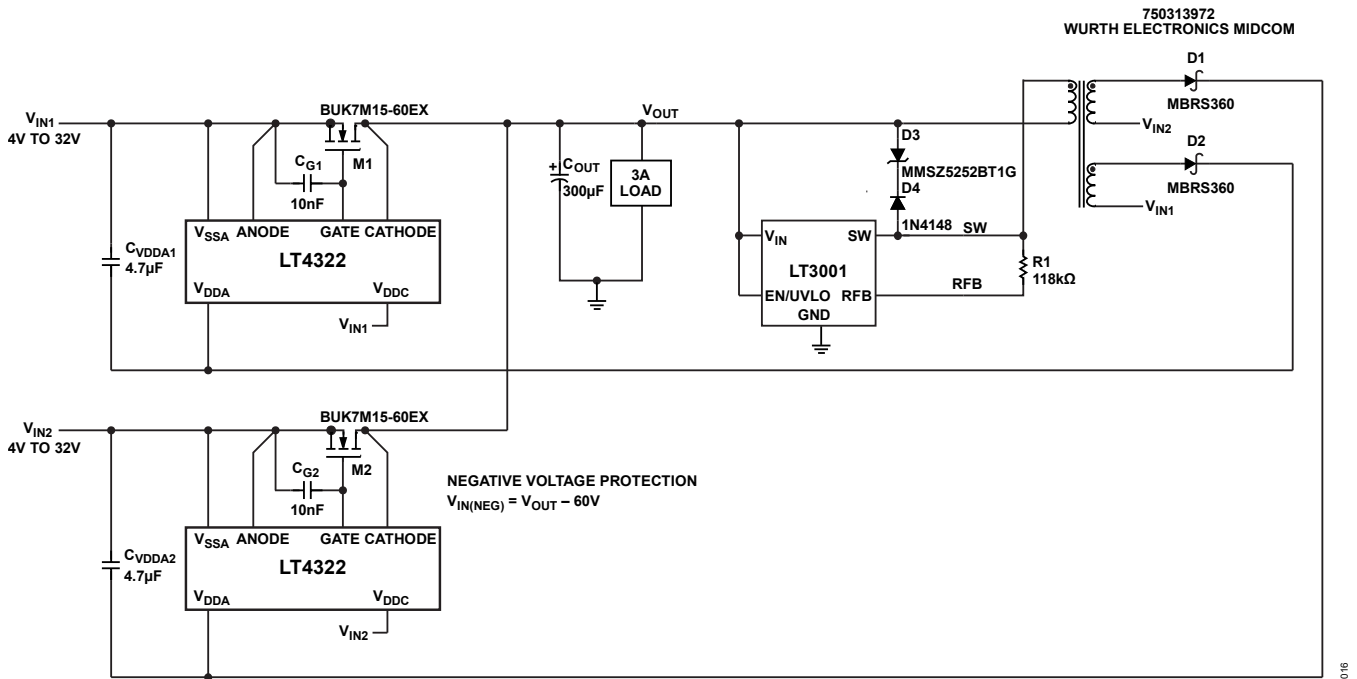 750313972
WURTH ELECTRONICS MIDCOM
D1
MBRS360
VIN2
D2
MBRS360
VIN1
VIN1
4V TO 32V
BUK7M15-60EX
M1
CG1
10nF
VSSA ANODE GATE CATHODE
LT4322
VDDA VDDC
VIN1
CVDDA1
4.7µF
VOUT
+
COUT
300µF
3A
LOAD
D3
MMSZ5252BT1G
D4
1N4148
SW
VIN SW
LT3001
EN/UVLO RFB
GND
RFB
R1
118kΩ
VIN2
4V TO 32V
BUK7M15-60EX
M2
CG2
10nF
VSSA ANODE GATE CATHODE
LT4322
VDDA VDDC
VIN2
CVDDA2
4.7µF
NEGATIVE VOLTAGE PROTECTION
VIN(NEG) = VOUT – 60V
016